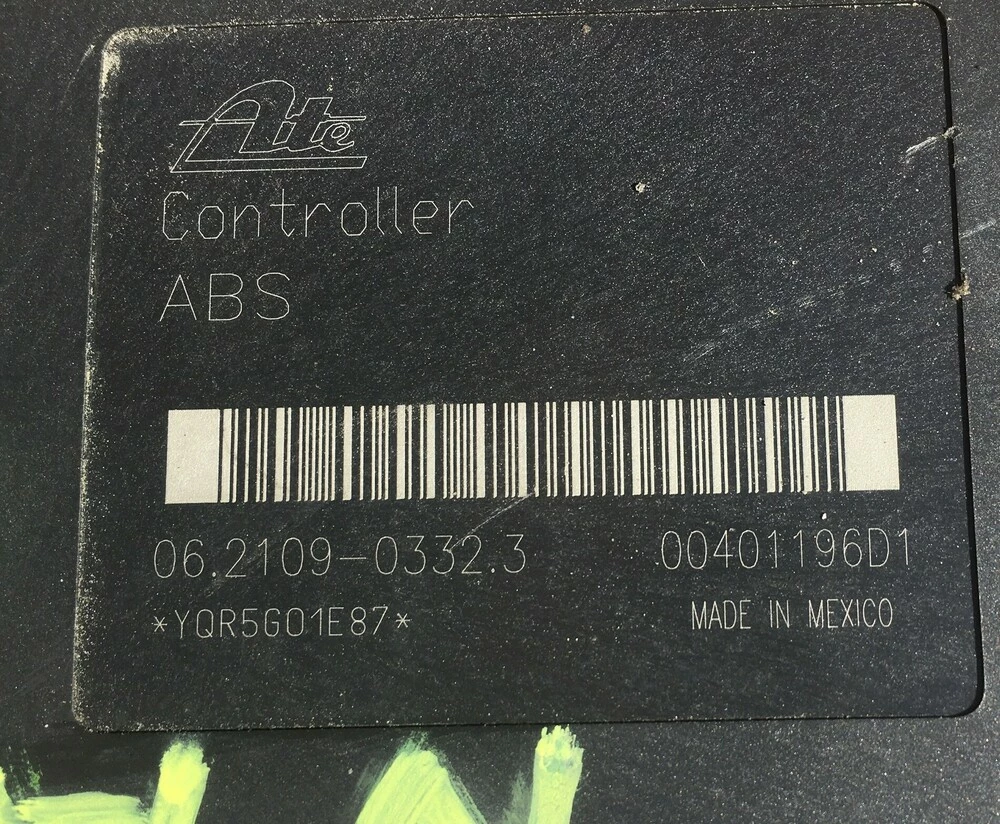 Ate
Controller
ABS
06.2109-0332.3 00401196D1
*YQR5G01E87* MADE IN MEXICO